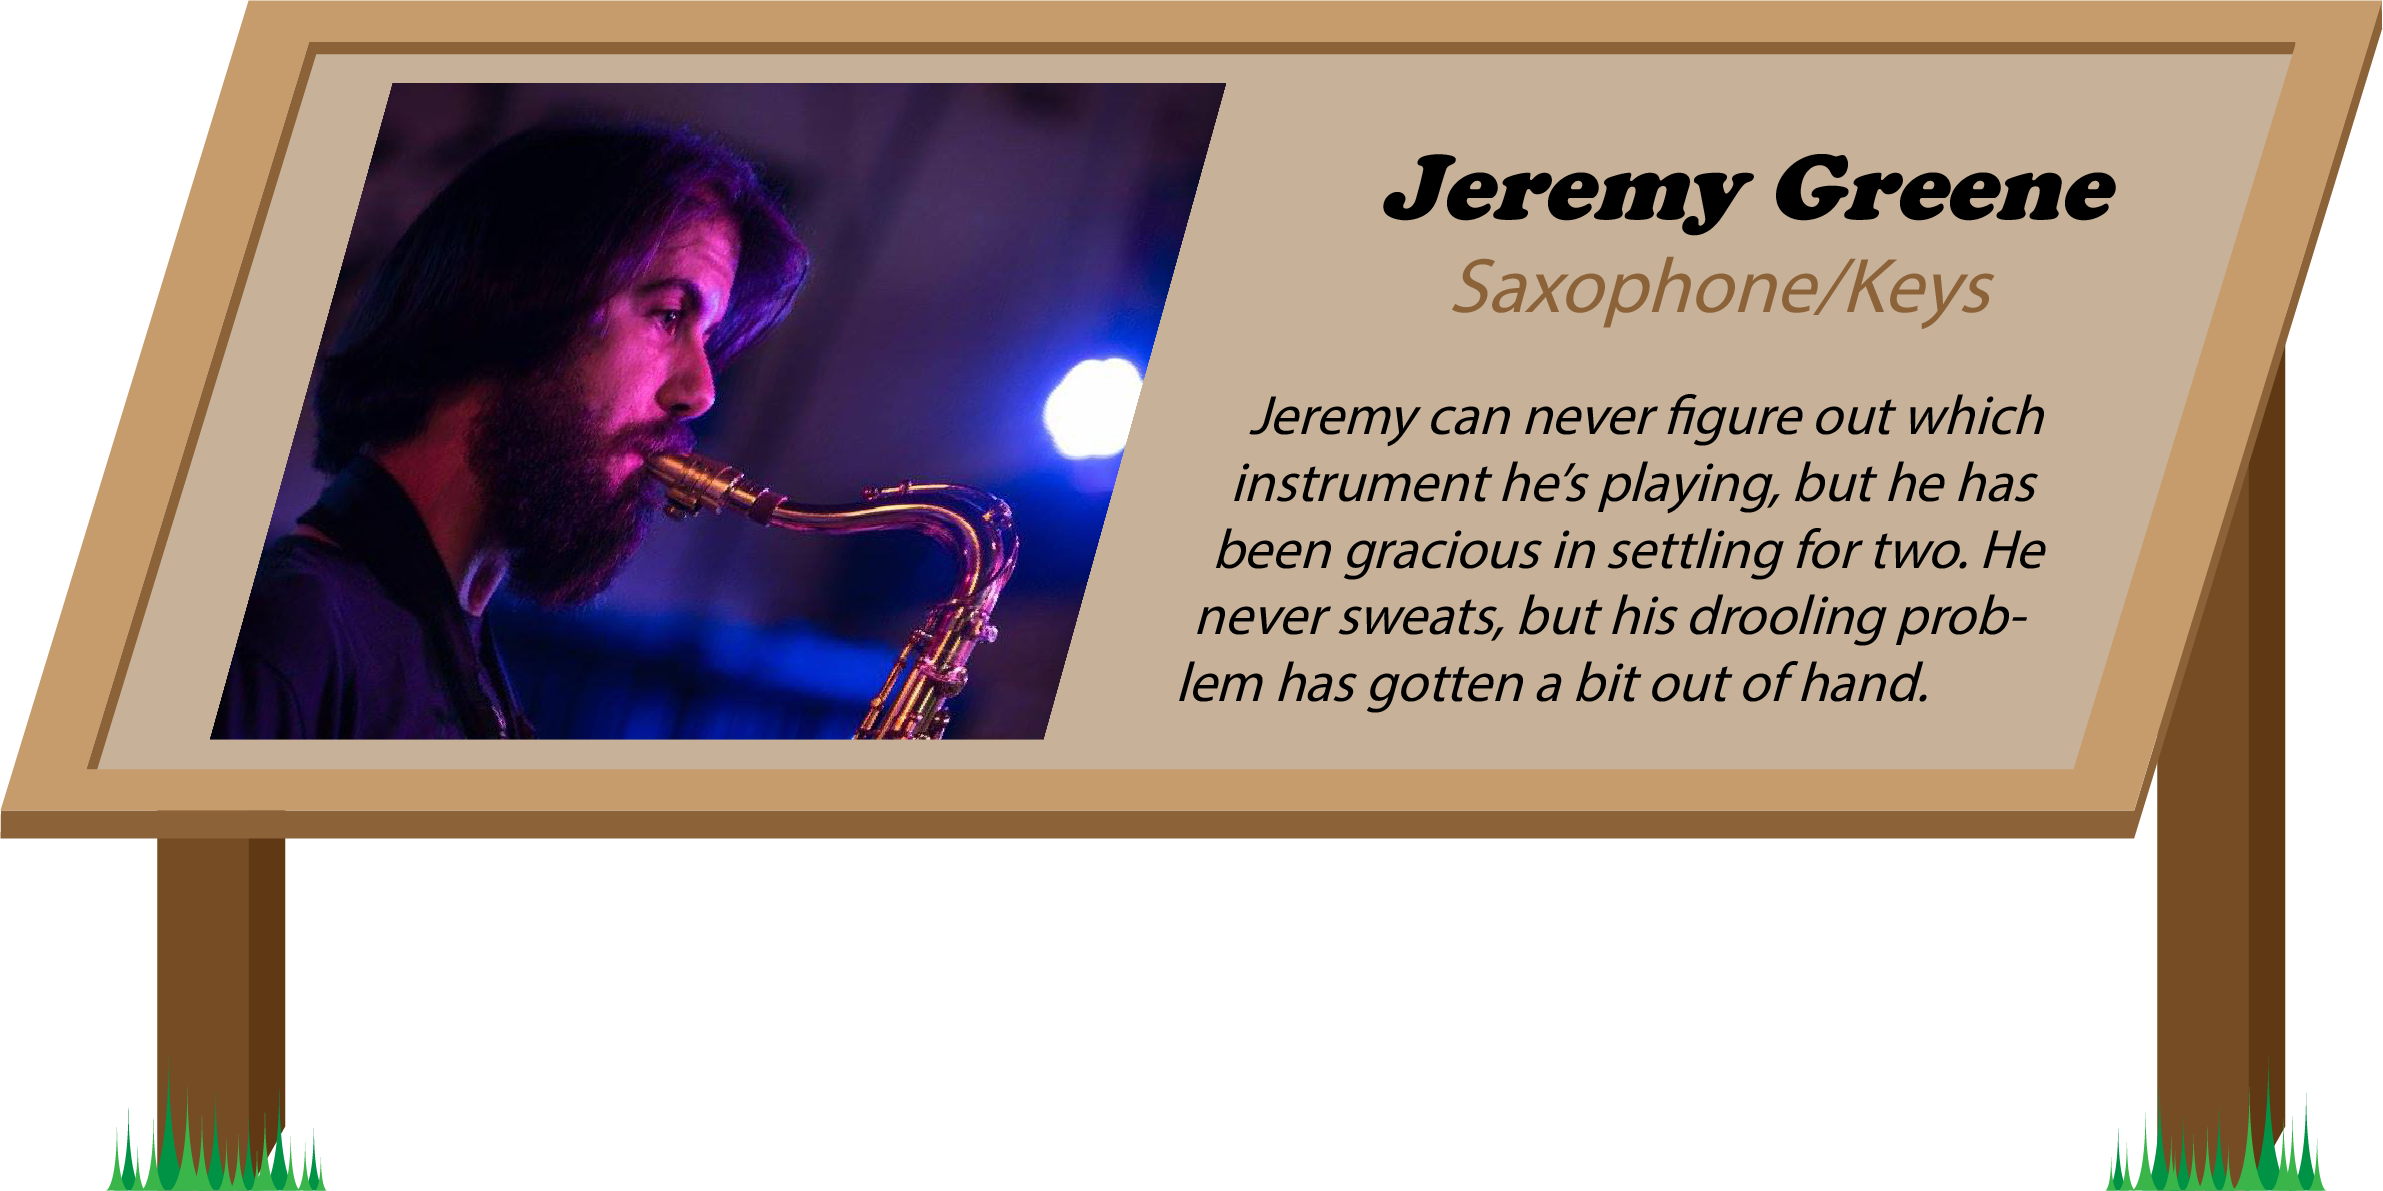 Jeremy Greene
Saxophone/Keys
Jeremy can never figure out which
instrument he’s playing, but he has
been gracious in settling for two. He
never sweats, but his drooling prob-
lem has gotten a bit out of hand.